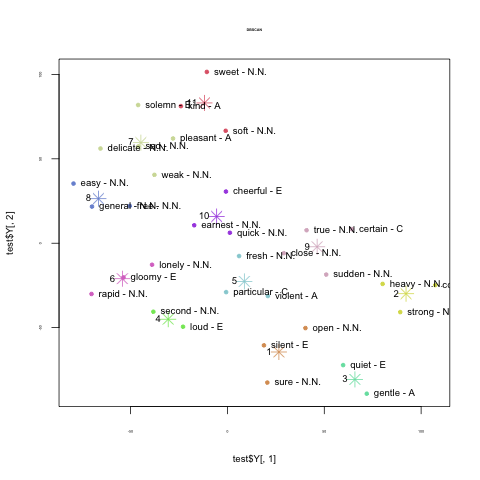 DBSCAN
sweet - N.N.
solemn - E
kind - A
11
soft - N.N.
pleasant - A
7
delicate - N.N.
weak - N.N.
easy - N.N.
cheerful - E
8
general - N.N.
10
earnest - N.N.
quick - N.N.
true - N.N.
certain - C
9
close - N.N.
fresh - N.N.
lonely - N.N.
6
gloomy - E
5
sudden - N.N.
heavy - N.N.
2
rapid - N.N.
particular - C
violent - A
second - N.N.
4
loud - E
strong - N
open - N.N.
silent - E
1
quiet - E
3
sure - N.N.
gentle - A
test$Y[, 1]
test$Y[, 2]